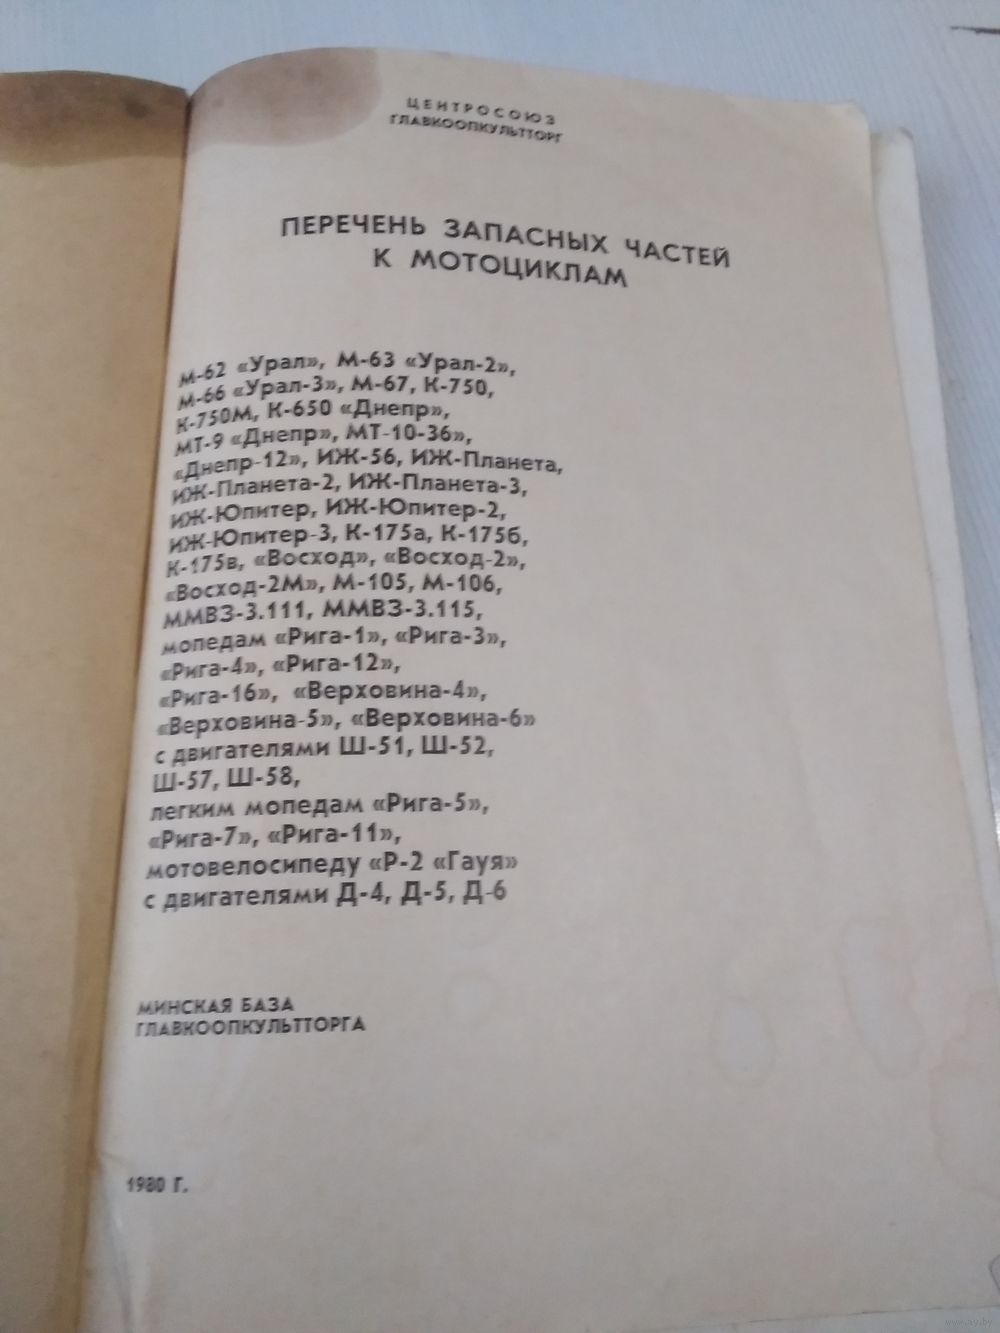 ЦЕНТРОСОЮЗ
ГЛАВКООПКУЛЬТТОРГ
ПЕРЕЧЕНЬ ЗАПАСНЫХ ЧАСТЕЙ
К МОТОЦИКЛАМ
М-62 «Урал», М-63 «Урал-2»,
М-66 «Урал-3», М-67, К-750,
К-750М, К-650 «Днепр»,
МТ-9 «Днепр», МТ-10-36»,
«Днепр-12», ИЖ-56, ИЖ-Планета,
ИЖ-Планета-2, ИЖ-Планета-3,
ИЖ-Юпитер, ИЖ-Юпитер-2,
ИЖ-Юпитер-3, К-175а, К-175б,
К-175в, «Восход», «Восход-2»,
«Восход-2М», М-105, М-106,
ММВЗ-3.111, ММВЗ-3.115,
мопедам «Рига-1», «Рига-3»,
«Рига-4», «Рига-12»,
«Рига-16», «Верховина-4»,
«Верховина-5», «Верховина-6»
с двигателями Ш-51, Ш-52,
Ш-57, Ш-58,
легким мопедам «Рига-5»,
«Рига-7», «Рига-11»,
мотовелосипеду «Р-2 «Гауя»
с двигателями Д-4, Д-5, Д-6
МИНСКАЯ БАЗА
ГЛАВКООПКУЛЬТТОРГА
1980 Г.
www.ay.by